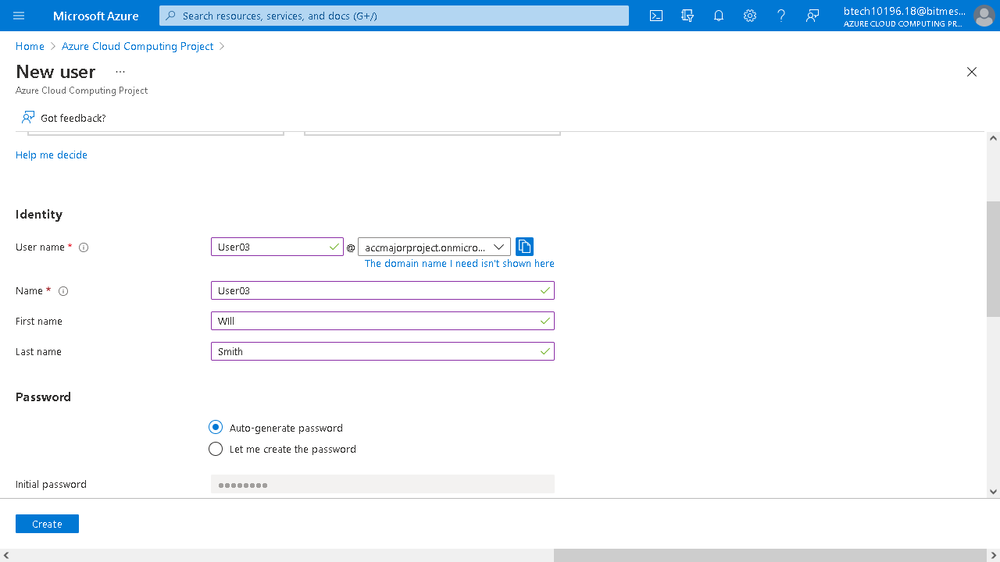 Microsoft Azure
Search resources, services, and docs (G+/)
btech10196.18@bitmes...
AZURE CLOUD COMPUTING PR...
Home > Azure Cloud Computing Project >
New user ...
Azure Cloud Computing Project
Got feedback?
Help me decide
Identity
User name * User03 @ accmajorproject.onmicro...
The domain name I need isn't shown here
Name * User03
First name WIll
Last name Smith
Password
Auto-generate password
Let me create the password
Initial password ••••••••
Create